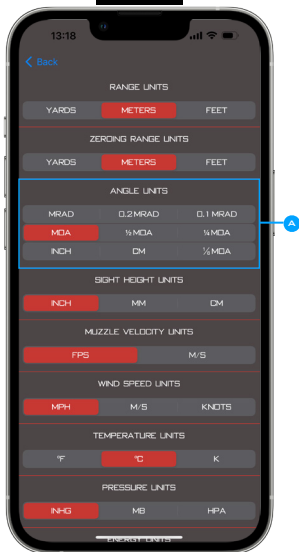 13:18
Back
RANGE UNITS
YARDS METERS FEET
ZEROING RANGE UNITS
YARDS METERS FEET
ANGLE UNITS
MRAD 0.2 MRAD 0.1 MRAD
MOA ½ MOA ¼ MOA
INCH CM ⅛ MOA
A
SIGHT HEIGHT UNITS
INCH MM CM
MUZZLE VELOCITY UNITS
FPS M/S
WIND SPEED UNITS
MPH M/S KNOTS
TEMPERATURE UNITS
°F °C K
PRESSURE UNITS
INHG MB HPA
ENERGY UNITS